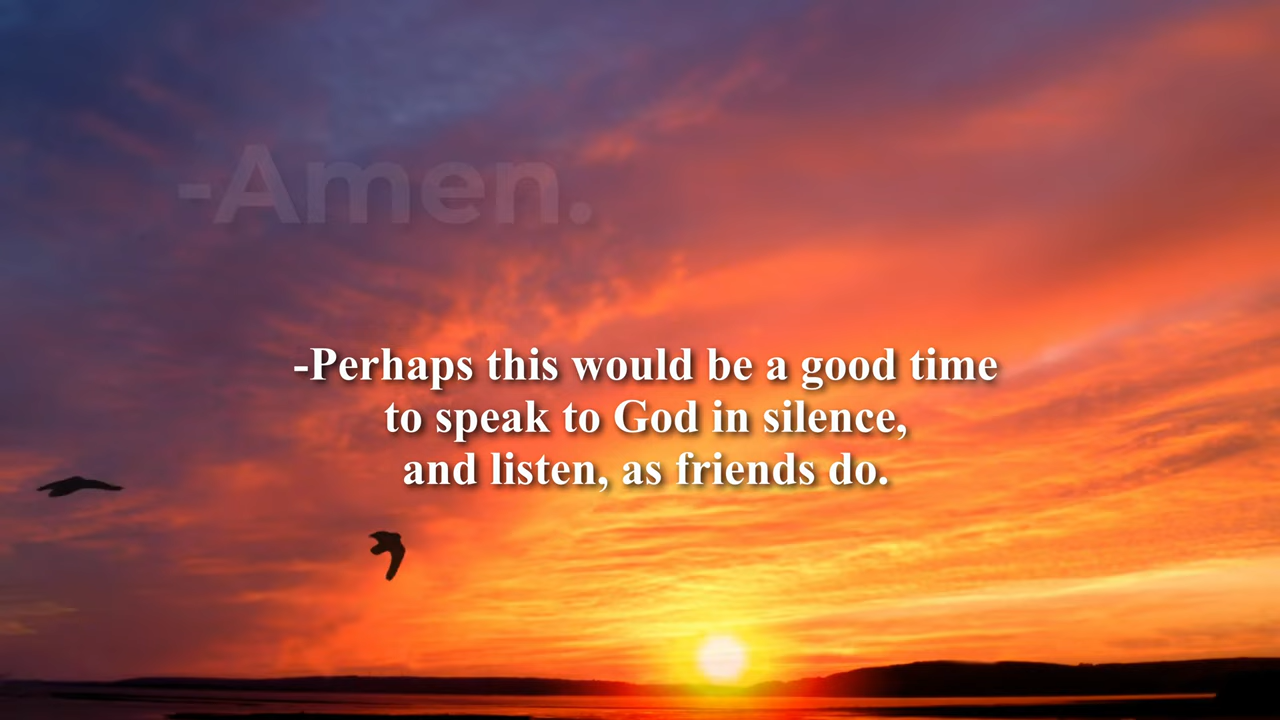 -Amen.
-Perhaps this would be a good time
to speak to God in silence,
and listen, as friends do.